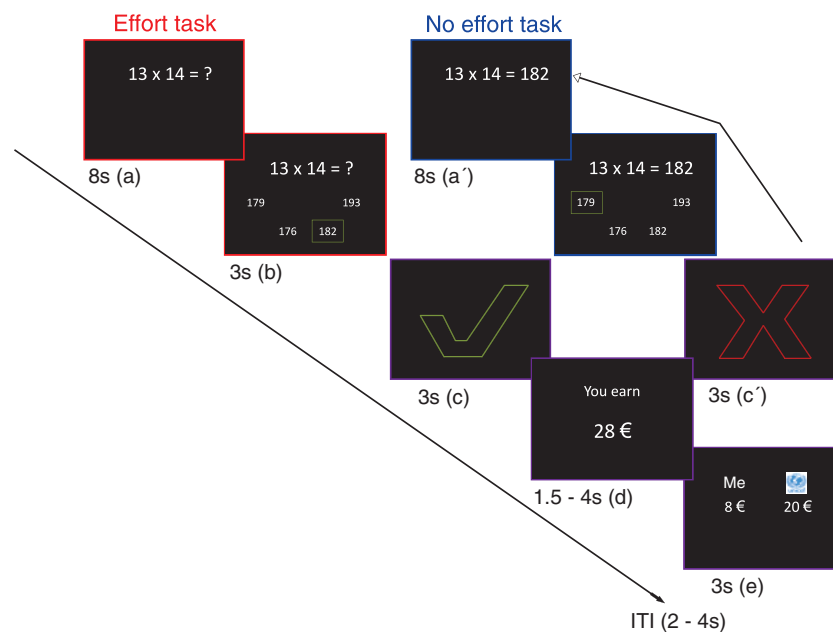 Effort task
No effort task
13 x 14 = ?
13 x 14 = 182
8s (a)
8s (a´)
13 x 14 = ?
179
193
176
182
13 x 14 = 182
179
193
176
182
3s (b)
3s (c)
3s (c´)
You earn
28 €
1.5 - 4s (d)
Me
8 €
20 €
3s (e)
ITI (2 - 4s)